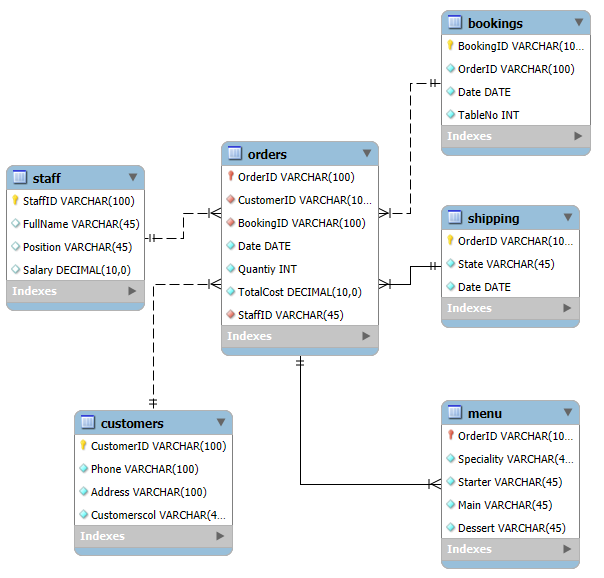 bookings
BookingID VARCHAR(10...
OrderID VARCHAR(100)
Date DATE
TableNo INT
Indexes
orders
OrderID VARCHAR(100)
CustomerID VARCHAR(10...
BookingID VARCHAR(100)
Date DATE
Quantiy INT
TotalCost DECIMAL(10,0)
StaffID VARCHAR(45)
Indexes
staff
StaffID VARCHAR(100)
FullName VARCHAR(45)
Position VARCHAR(45)
Salary DECIMAL(10,0)
Indexes
shipping
OrderID VARCHAR(10...
State VARCHAR(45)
Date DATE
Indexes
customers
CustomerID VARCHAR(100)
Phone VARCHAR(100)
Address VARCHAR(100)
Customerscol VARCHAR(4...
Indexes
menu
OrderID VARCHAR(10...
Speciality VARCHAR(4...
Starter VARCHAR(45)
Main VARCHAR(45)
Dessert VARCHAR(45)
Indexes